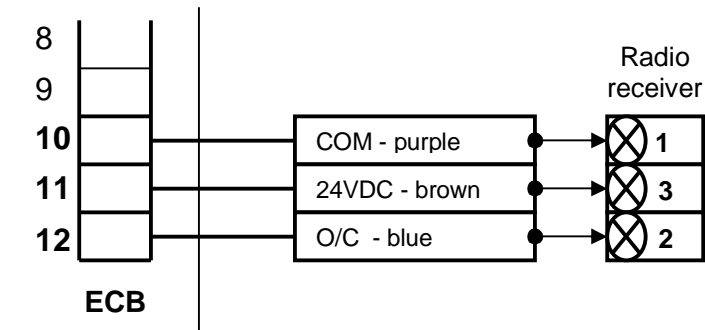 8
Radio
receiver
9
10 COM - purple 1
11 24VDC - brown 3
12 O/C - blue 2
ECB